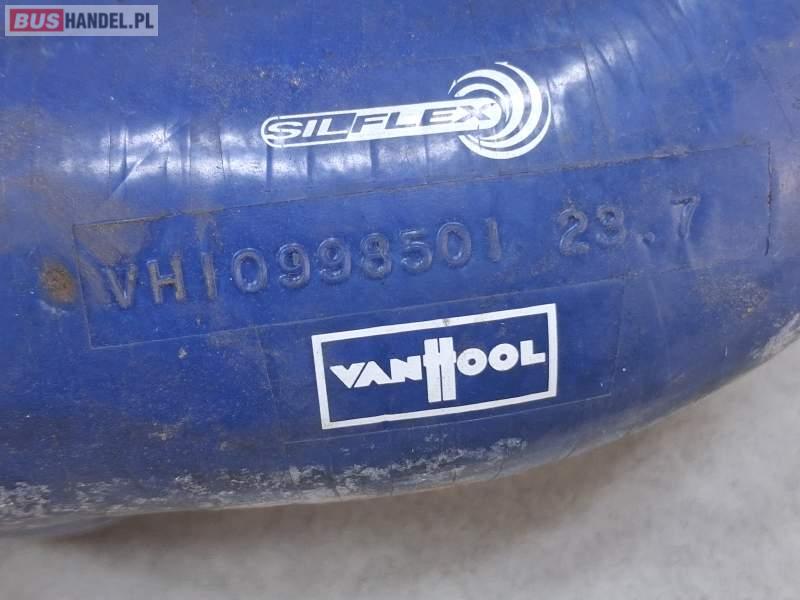 BUSHANDEL.PL
SILFLEX
VH10998501 23.7
VANHOOL